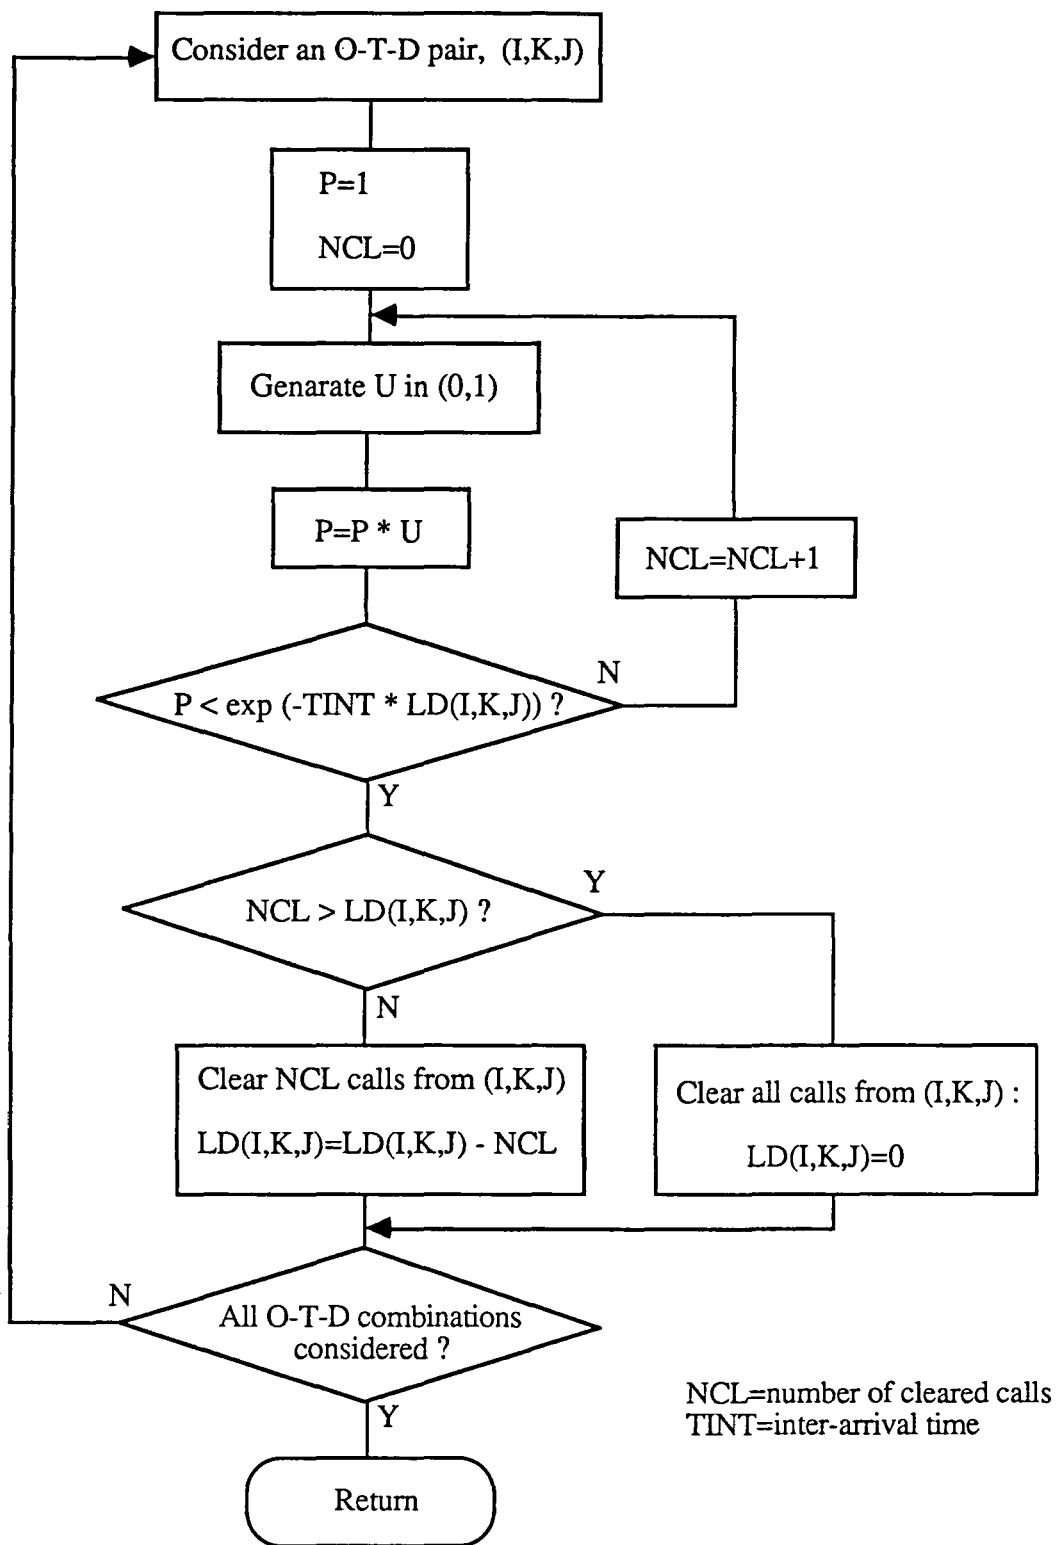 Consider an O-T-D pair, (I,K,J)
P=1
NCL=0
Genarate U in (0,1)
P=P * U
NCL=NCL+1
N
P < exp (-TINT * LD(I,K,J)) ?
Y
Y
NCL > LD(I,K,J) ?
N
Clear NCL calls from (I,K,J)
LD(I,K,J)=LD(I,K,J) - NCL
Clear all calls from (I,K,J) :
LD(I,K,J)=0
N
All O-T-D combinations
considered ?
Y
NCL=number of cleared calls
TINT=inter-arrival time
Return